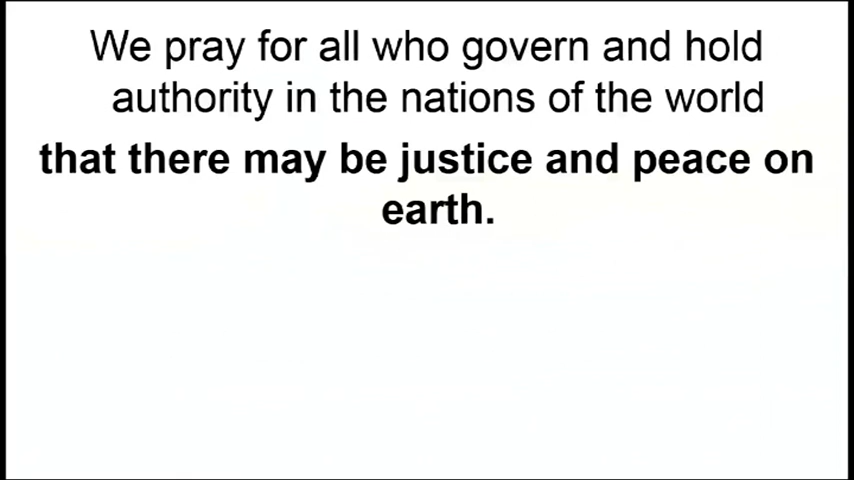 We pray for all who govern and hold
authority in the nations of the world
that there may be justice and peace on
earth.